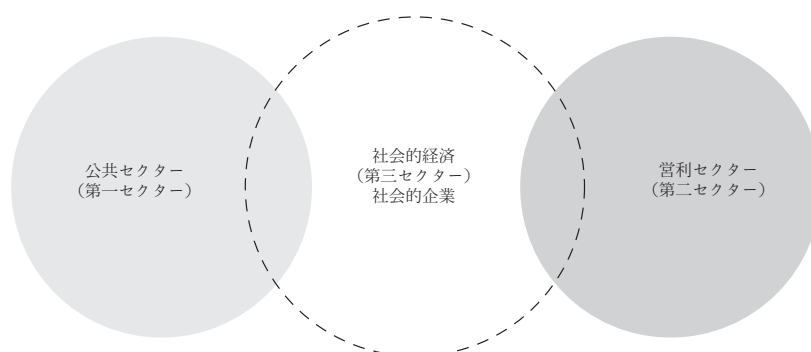 公共セクター
（第一セクター）
社会的経済
（第三セクター）
社会的企業
営利セクター
（第二セクター）